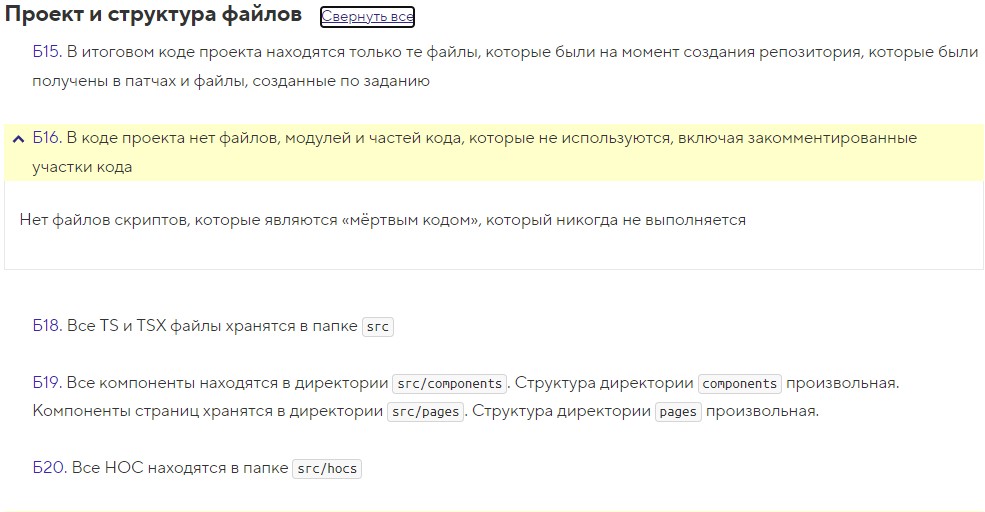 Проект и структура файлов Свернуть все
Б15. В итоговом коде проекта находятся только те файлы, которые были на момент создания репозитория, которые были
получены в патчах и файлы, созданные по заданию
Б16. В коде проекта нет файлов, модулей и частей кода, которые не используются, включая закомментированные
участки кода
Нет файлов скриптов, которые являются «мёртвым кодом», который никогда не выполняется
Б18. Все TS и TSX файлы хранятся в папке src
Б19. Все компоненты находятся в директории src/components. Структура директории components произвольная.
Компоненты страниц хранятся в директории src/pages. Структура директории pages произвольная.
Б20. Все HOC находятся в папке src/hocs